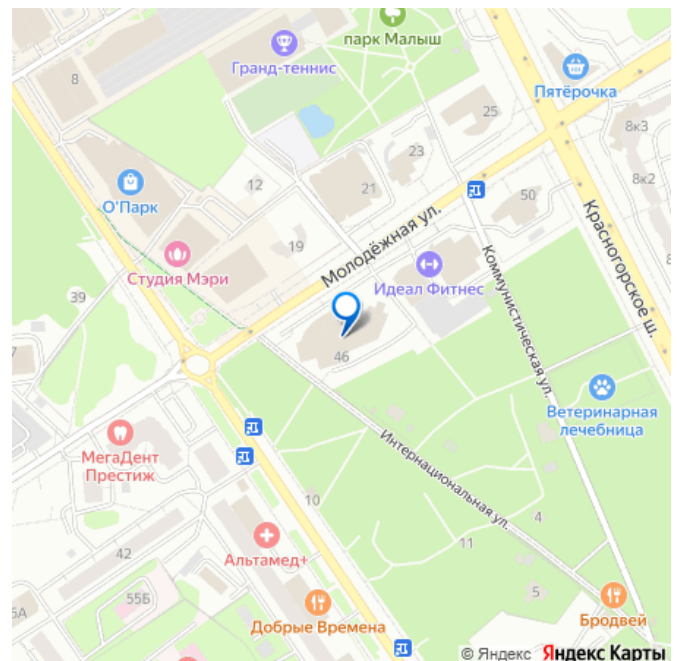 парк Малыш
Гранд-теннис
8
Пятёрочка
25
8к3
23
8к2
12
21
50
О'Парк
Молодёжная ул.
Красногорское ш.
19
Студия Мэри
Идеал Фитнес
Коммунистическая ул.
39
46
Ветеринарная
лечебница
МегаДент
Престиж
Интернациональная ул.
10
4
Альтамед+
11
42
5
55Б
Добрые Времена
Бродвей
© Яндекс Яндекс Карты